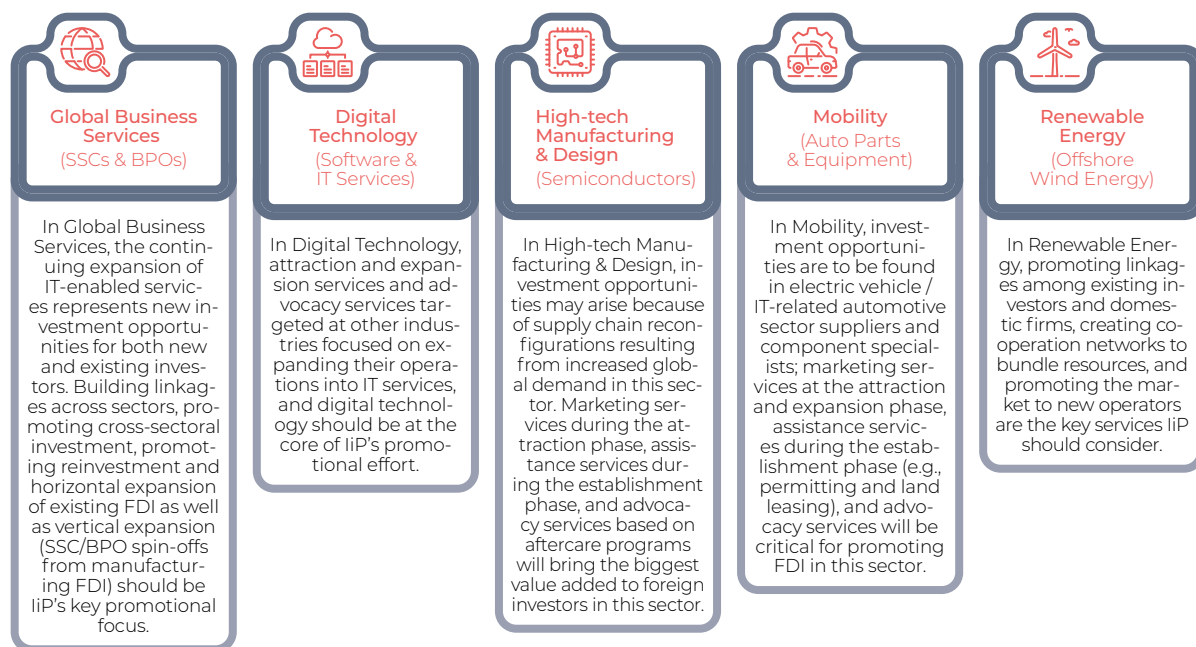 Global Business
Services
(SSCs & BPOs)
In Global Business
Services, the contin-
uing expansion of
IT-enabled servic-
es represents new in-
vestment opportu-
nities for both new
and existing inves-
tors. Building linkag-
es across sectors, pro-
moting cross-sectoral
investment, promot-
ing reinvestment and
horizontal expansion
of existing FDI as well
as vertical expansion
(SSC/BPO spin-offs
from manufactur-
ing FDI) should be
IiP’s key promotional
focus.
Digital
Technology
(Software &
IT Services)
In Digital Technology,
attraction and expan-
sion services and ad-
vocacy services tar-
geted at other indus-
tries focused on ex-
panding their opera-
tions into IT services,
and digital technol-
ogy should be at the
core of IiP’s promo-
tional effort.
High-tech
Manufacturing
& Design
(Semiconductors)
In High-tech Manu-
facturing & Design, in-
vestment opportuni-
ties may arise because
of supply chain recon-
figurations resulting
from increased glob-
al demand in this sec-
tor. Marketing ser-
vices during the at-
traction phase, assis-
tance services dur-
ing the establishment
phase, and advoca-
cy services based on
aftercare programs
will bring the biggest
value added to foreign
investors in this sector.
Mobility
(Auto Parts
& Equipment)
In Mobility, invest-
ment opportuni-
ties are to be found
in electric vehicle /
IT-related automotive
sector suppliers and
component special-
ists; marketing ser-
vices at the attraction
and expansion phase,
assistance servic-
es during the estab-
lishment phase (e.g.,
permitting and land
leasing), and advo-
cacy services will be
critical for promoting
FDI in this sector.
Renewable
Energy
(Offshore
Wind Energy)
In Renewable Ener-
gy, promoting linkag-
es among existing in-
vestors and domes-
tic firms, creating co-
operation networks to
bundle resources, and
promoting the mar-
ket to new operators
are the key services IiP
should consider.